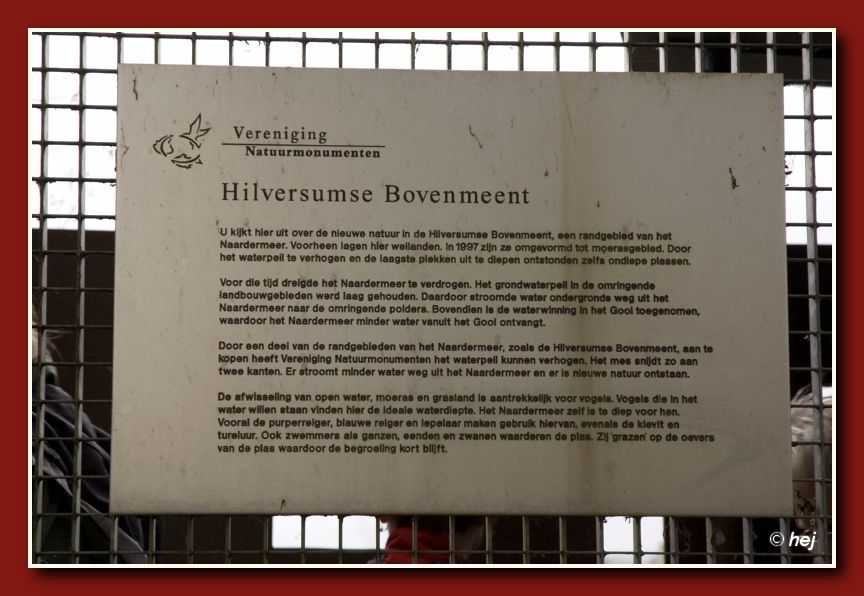 Vereniging
Natuurmonumenten
Hilversumse Bovenmeent
U kijkt hier uit over de nieuwe natuur in de Hilversumse Bovenmeent, een randgebied van het
Naardermeer. Voorheen lagen hier weilanden. In 1997 zijn ze omgevormd tot moerasgebied. Door
het waterpeil te verhogen en de laagste plekken uit te diepen ontstonden zelfs ondiepe plassen.
Voor die tijd dreigde het Naardermeer te verdrogen. Het grondwaterpeil in de omringende
landbouwgebieden werd laag gehouden. Daardoor stroomde water ondergronds weg uit het
Naardermeer naar de omringende polders. Bovendien is de waterwinning in het Gooi toegenomen,
waardoor het Naardermeer minder water vanuit het Gooi ontvangt.
Door een deel van de randgebieden van het Naardermeer, zoals de Hilversumse Bovenmeent, aan te
kopen heeft Vereniging Natuurmonumenten het waterpeil kunnen verhogen. Het mes snijdt zo aan
twee kanten. Er stroomt minder water weg uit het Naardermeer en er is nieuwe natuur ontstaan.
De afwisseling van open water, moeras en grasland is aantrekkelijk voor vogels. Vogels die in het
water willen staan vinden hier de ideale waterdiepte. Het Naardermeer zelf is te diep voor hen.
Vooral de purperreiger, blauwe reiger en lepelaar maken gebruik hiervan, evenals de kievit en
tureluur. Ook zwemmers als ganzen, eenden en zwanen waarderen de plas. Zij 'grazen' op de oevers
van de plas waardoor de begroeiing kort blijft.
© hej